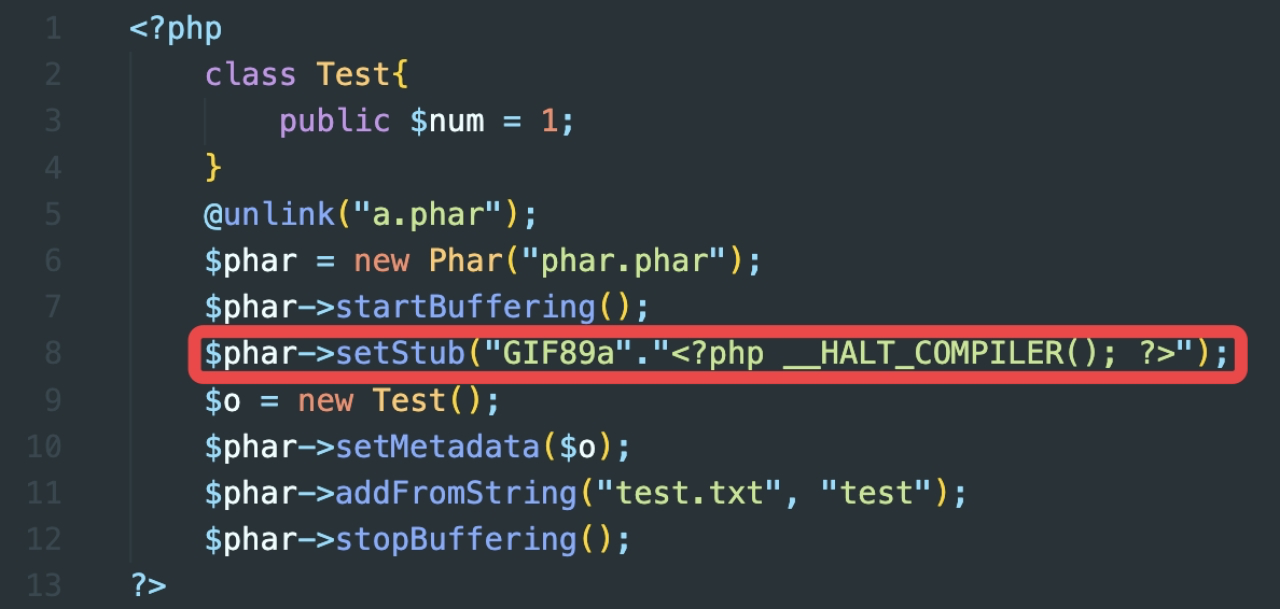 1 <?php
2 class Test{
3 public $num = 1;
4 }
5 @unlink("a.phar");
6 $phar = new Phar("phar.phar");
7 $phar->startBuffering();
8 $phar->setStub("GIF89a"."<?php __HALT_COMPILER(); ?>");
9 $o = new Test();
10 $phar->setMetadata($o);
11 $phar->addFromString("test.txt", "test");
12 $phar->stopBuffering();
13 ?>